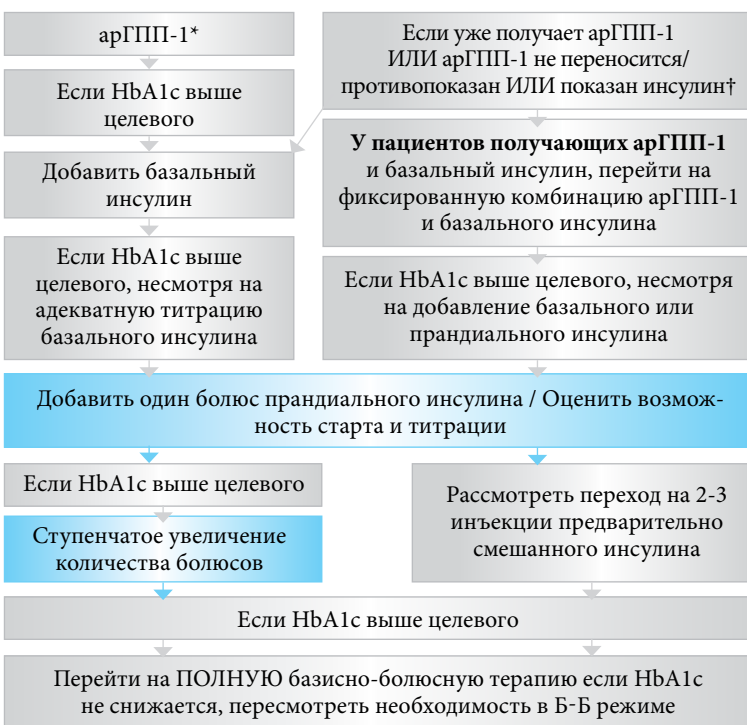 арГПП-1*
Если HbA1c выше
целевого
Добавить базальный
инсулин
Если HbA1c выше
целевого, несмотря на
адекватную титрацию
базального инсулина
Если уже получает арГПП-1
ИЛИ арГПП-1 не переносится/
противопоказан ИЛИ показан инсулин†
У пациентов получающих арГПП-1
и базальный инсулин, перейти на
фиксированную комбинацию арГПП-1
и базального инсулина
Если HbA1c выше целевого, несмотря
на добавление базального или
прандиального инсулина
Добавить один болюс прандиального инсулина / Оценить возмож-
ность старта и титрации
Если HbA1c выше целевого
Ступенчатое увеличение
количества болюсов
Рассмотреть переход на 2-3
инъекции предварительно
смешанного инсулина
Если HbA1c выше целевого
Перейти на ПОЛНУЮ базисно-болюсную терапию если HbA1c
не снижается, пересмотреть необходимость в Б-Б режиме